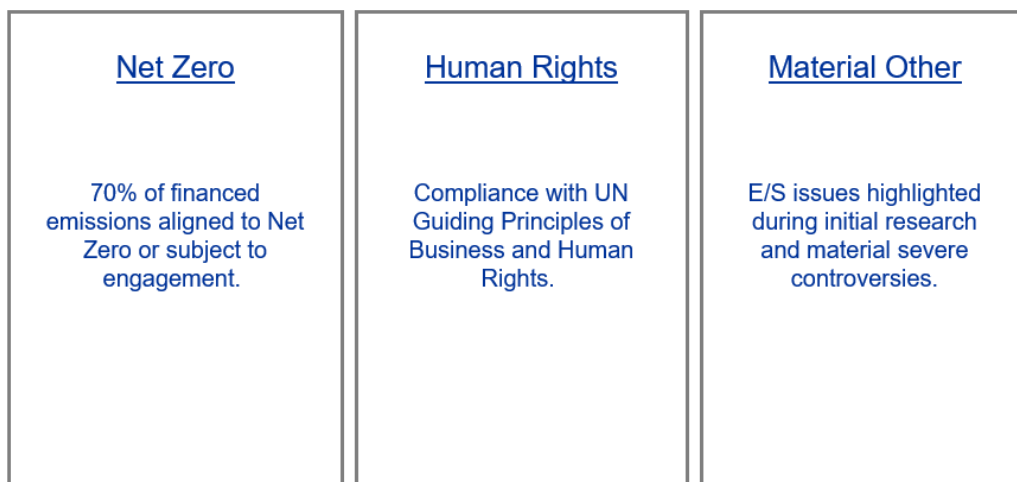 Net Zero
70% of financed
emissions aligned to Net
Zero or subject to
engagement.
Human Rights
Compliance with UN
Guiding Principles of
Business and Human
Rights.
Material Other
E/S issues highlighted
during initial research
and material severe
controversies.